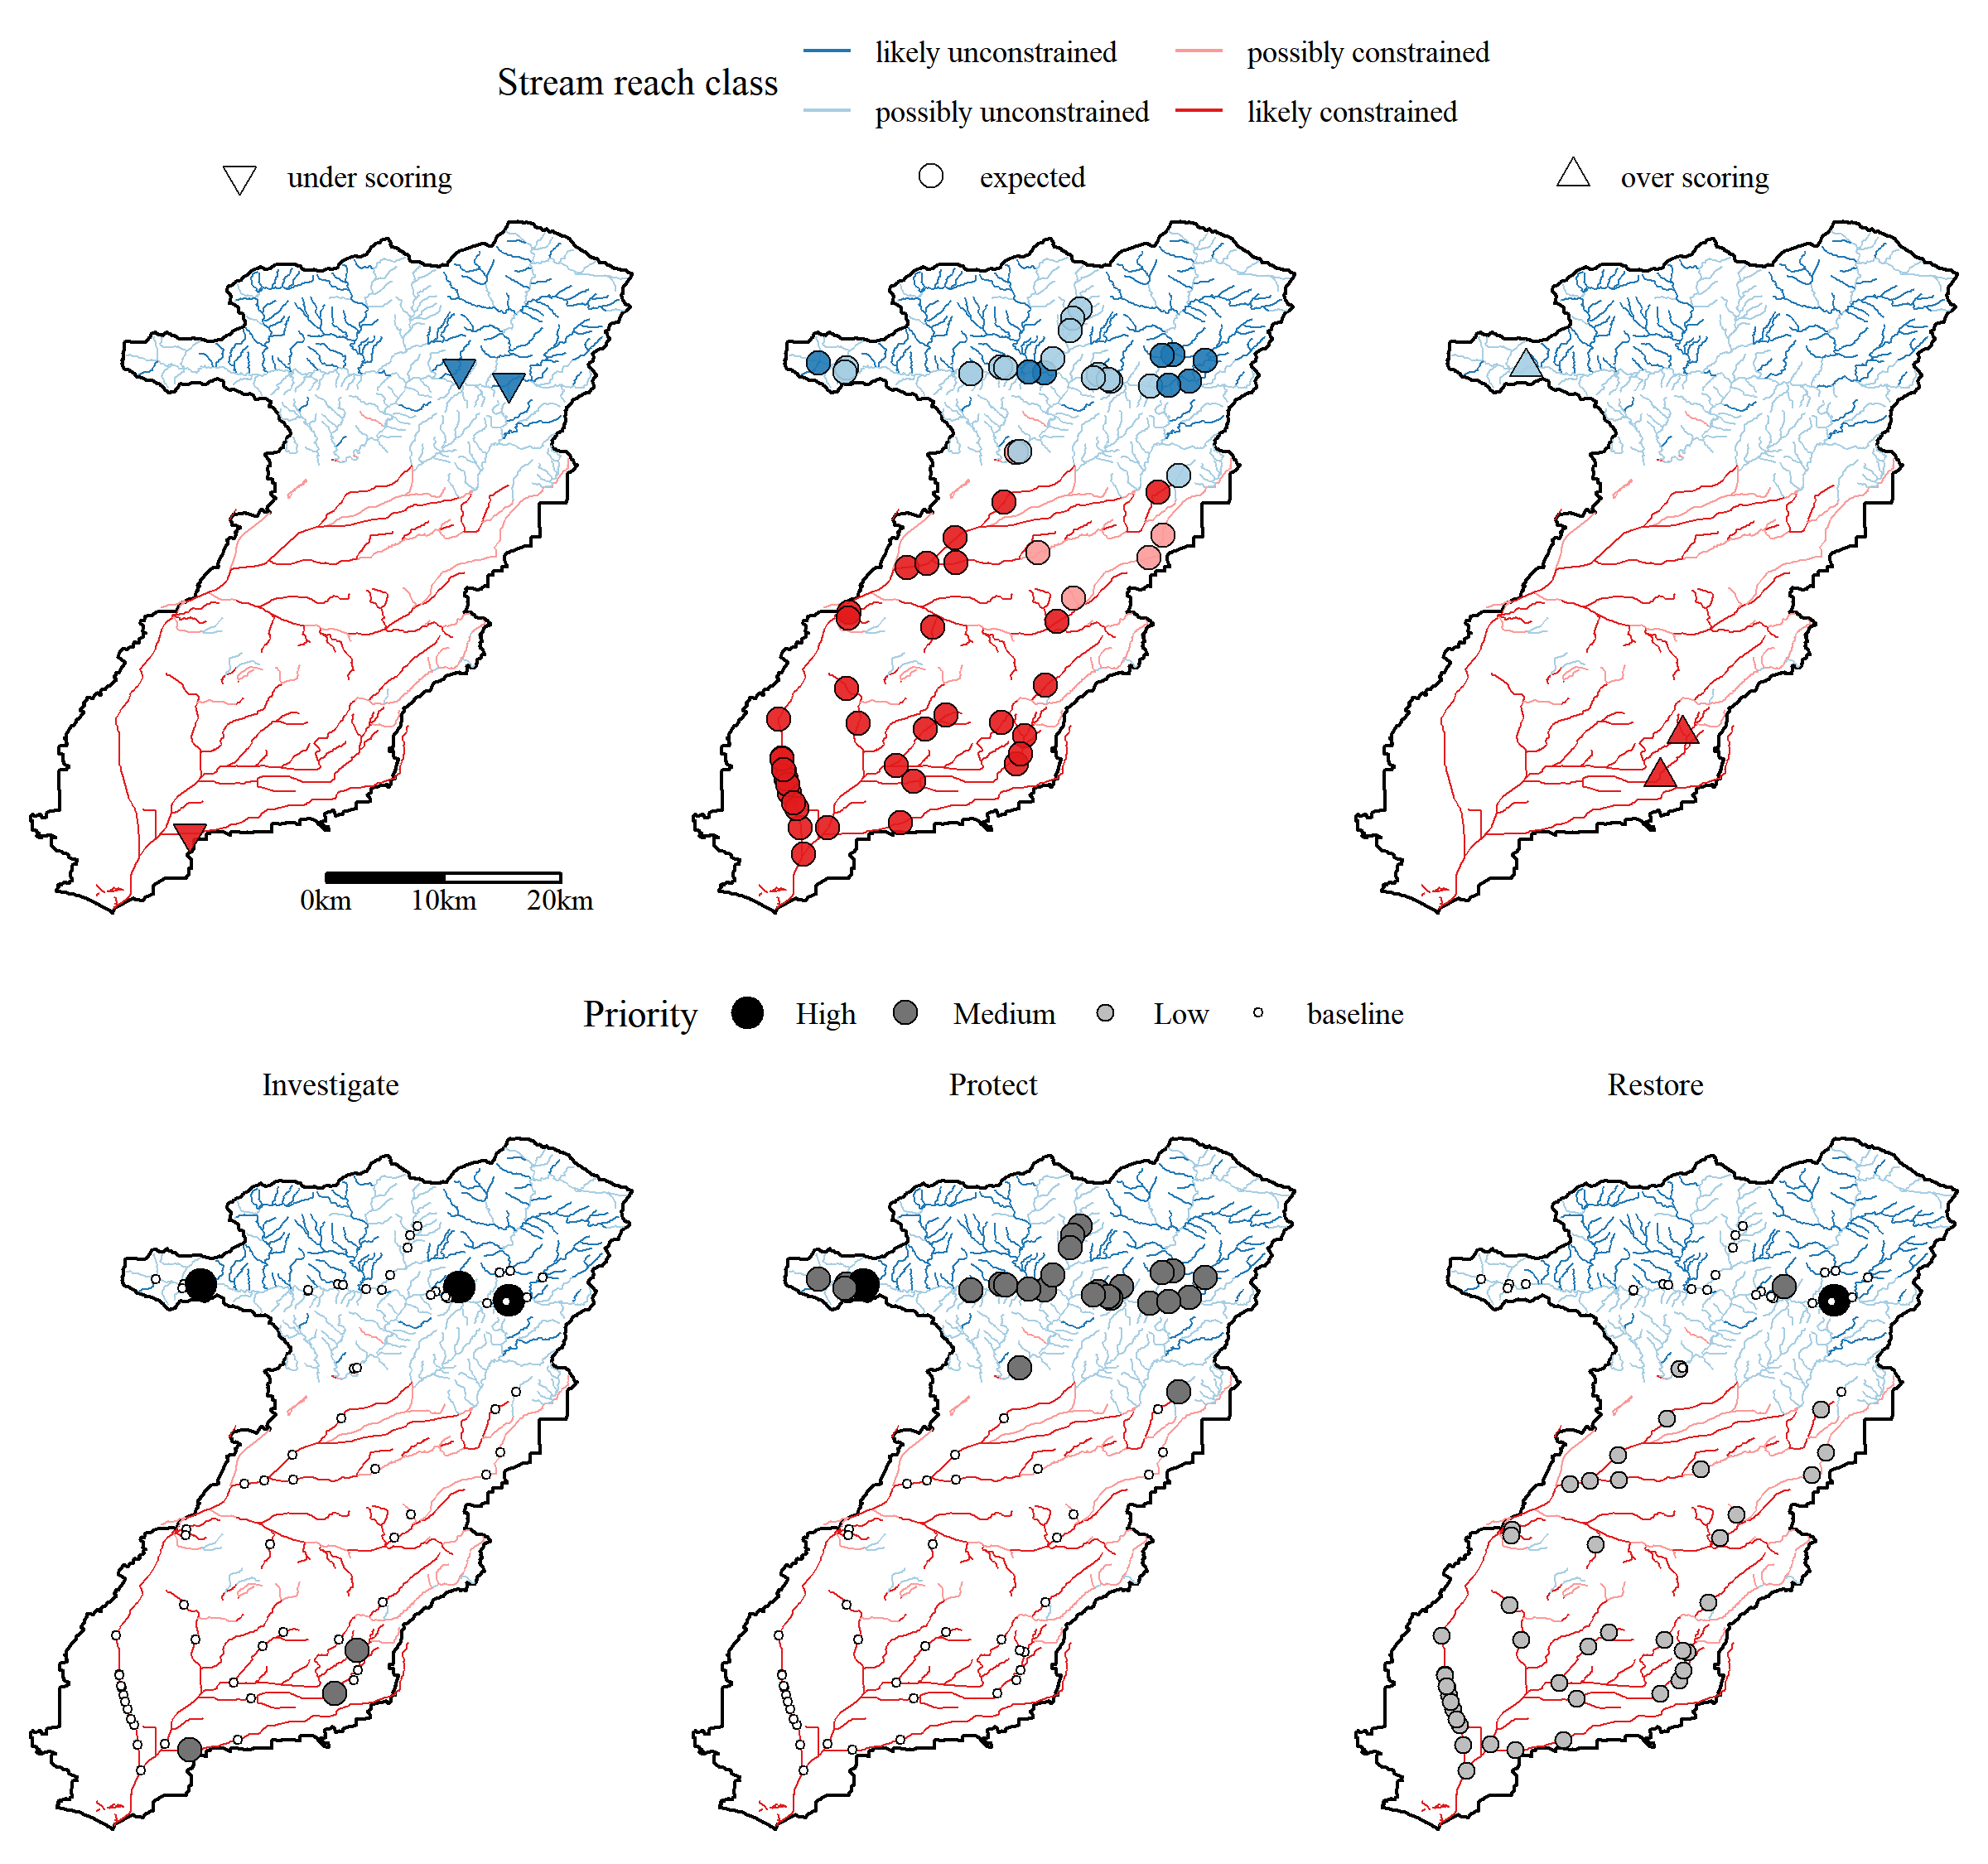 Stream reach class
likely unconstrained
possibly constrained
possibly unconstrained
likely constrained
under scoring
expected
over scoring
0km 10km 20km
Priority High Medium Low baseline
Investigate
Protect
Restore